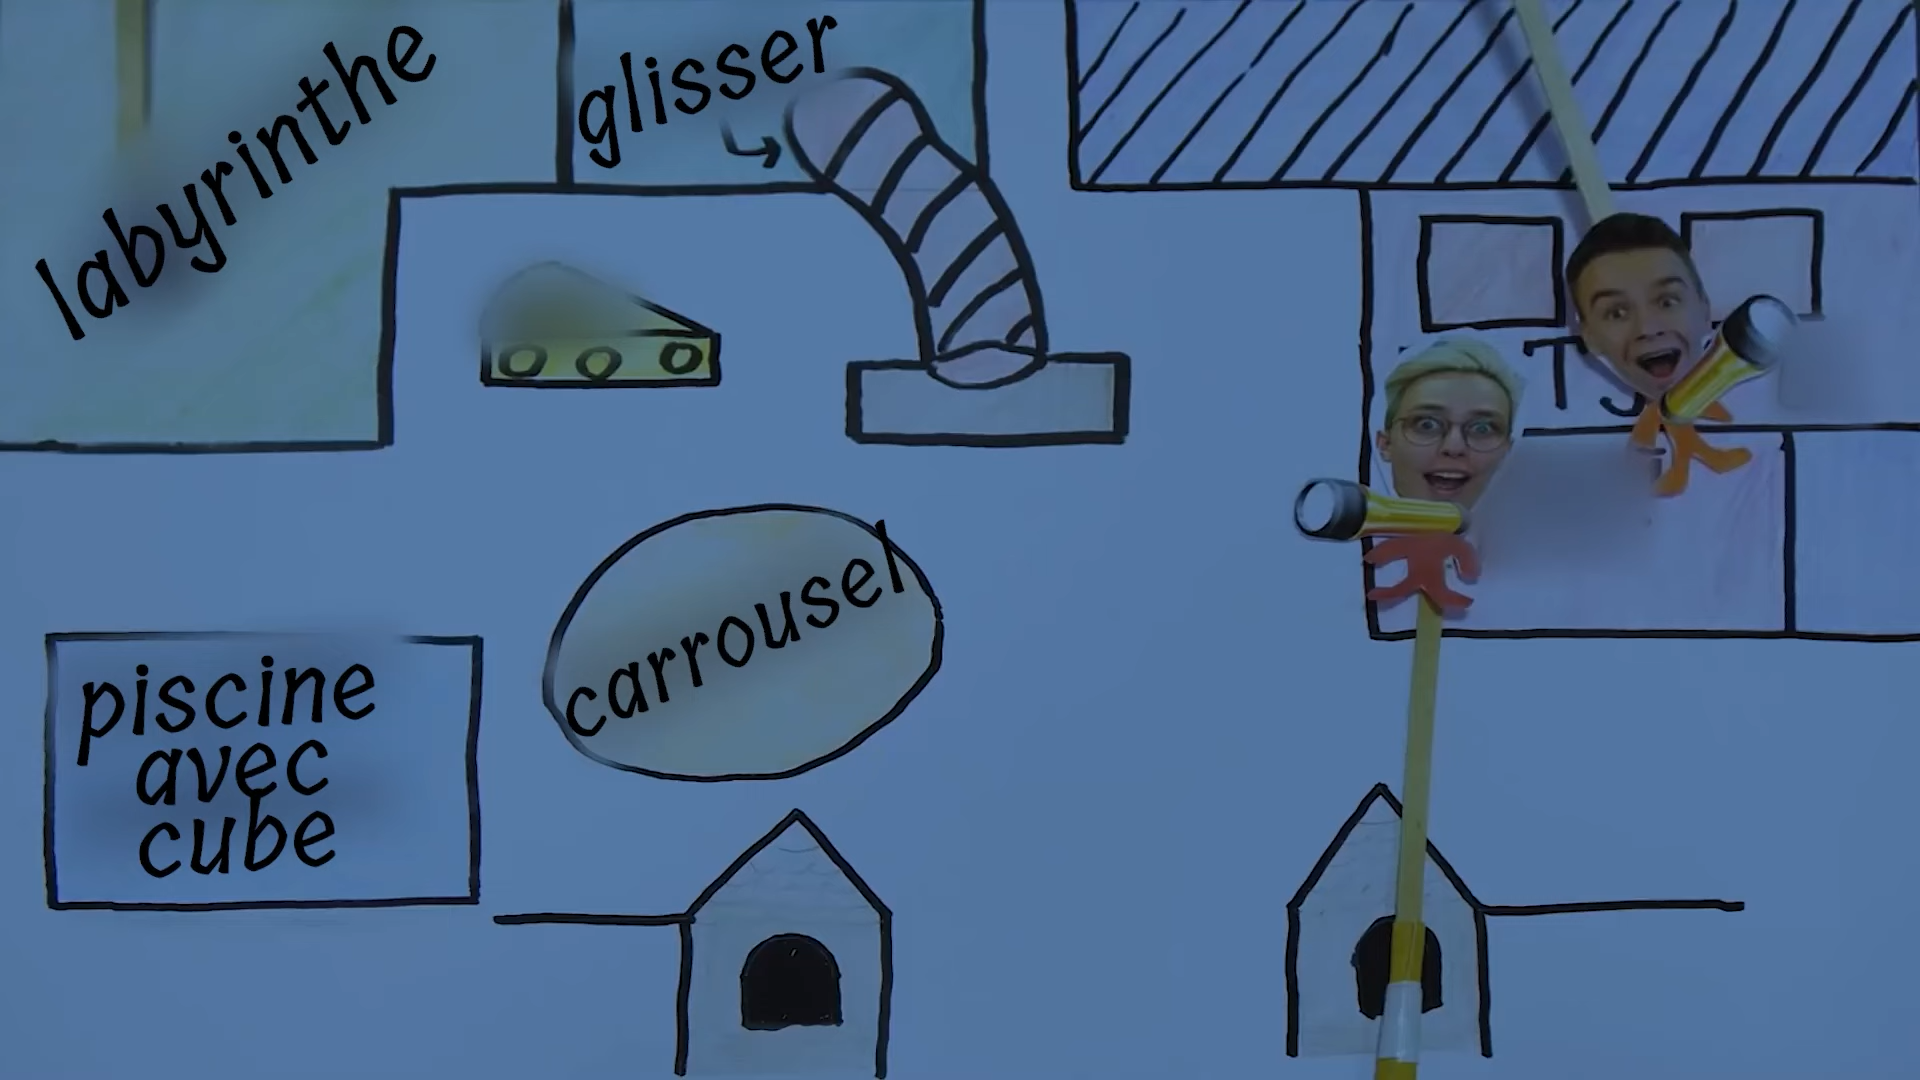 labyrinthe
glisser
carrousel
piscine
avec
cube